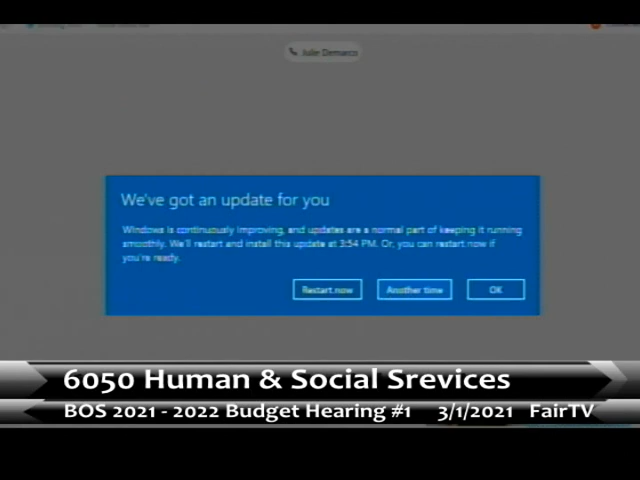 Julie Demarco
We've got an update for you
Windows is continuously improving, and updates are a normal part of keeping it running
smoothly. We'll restart and install this update at 3:54 PM. Or, you can restart now if
you're ready.
Restart now Another time OK
6050 Human & Social Srevices
BOS 2021 - 2022 Budget Hearing #1 3/1/2021 FairTV